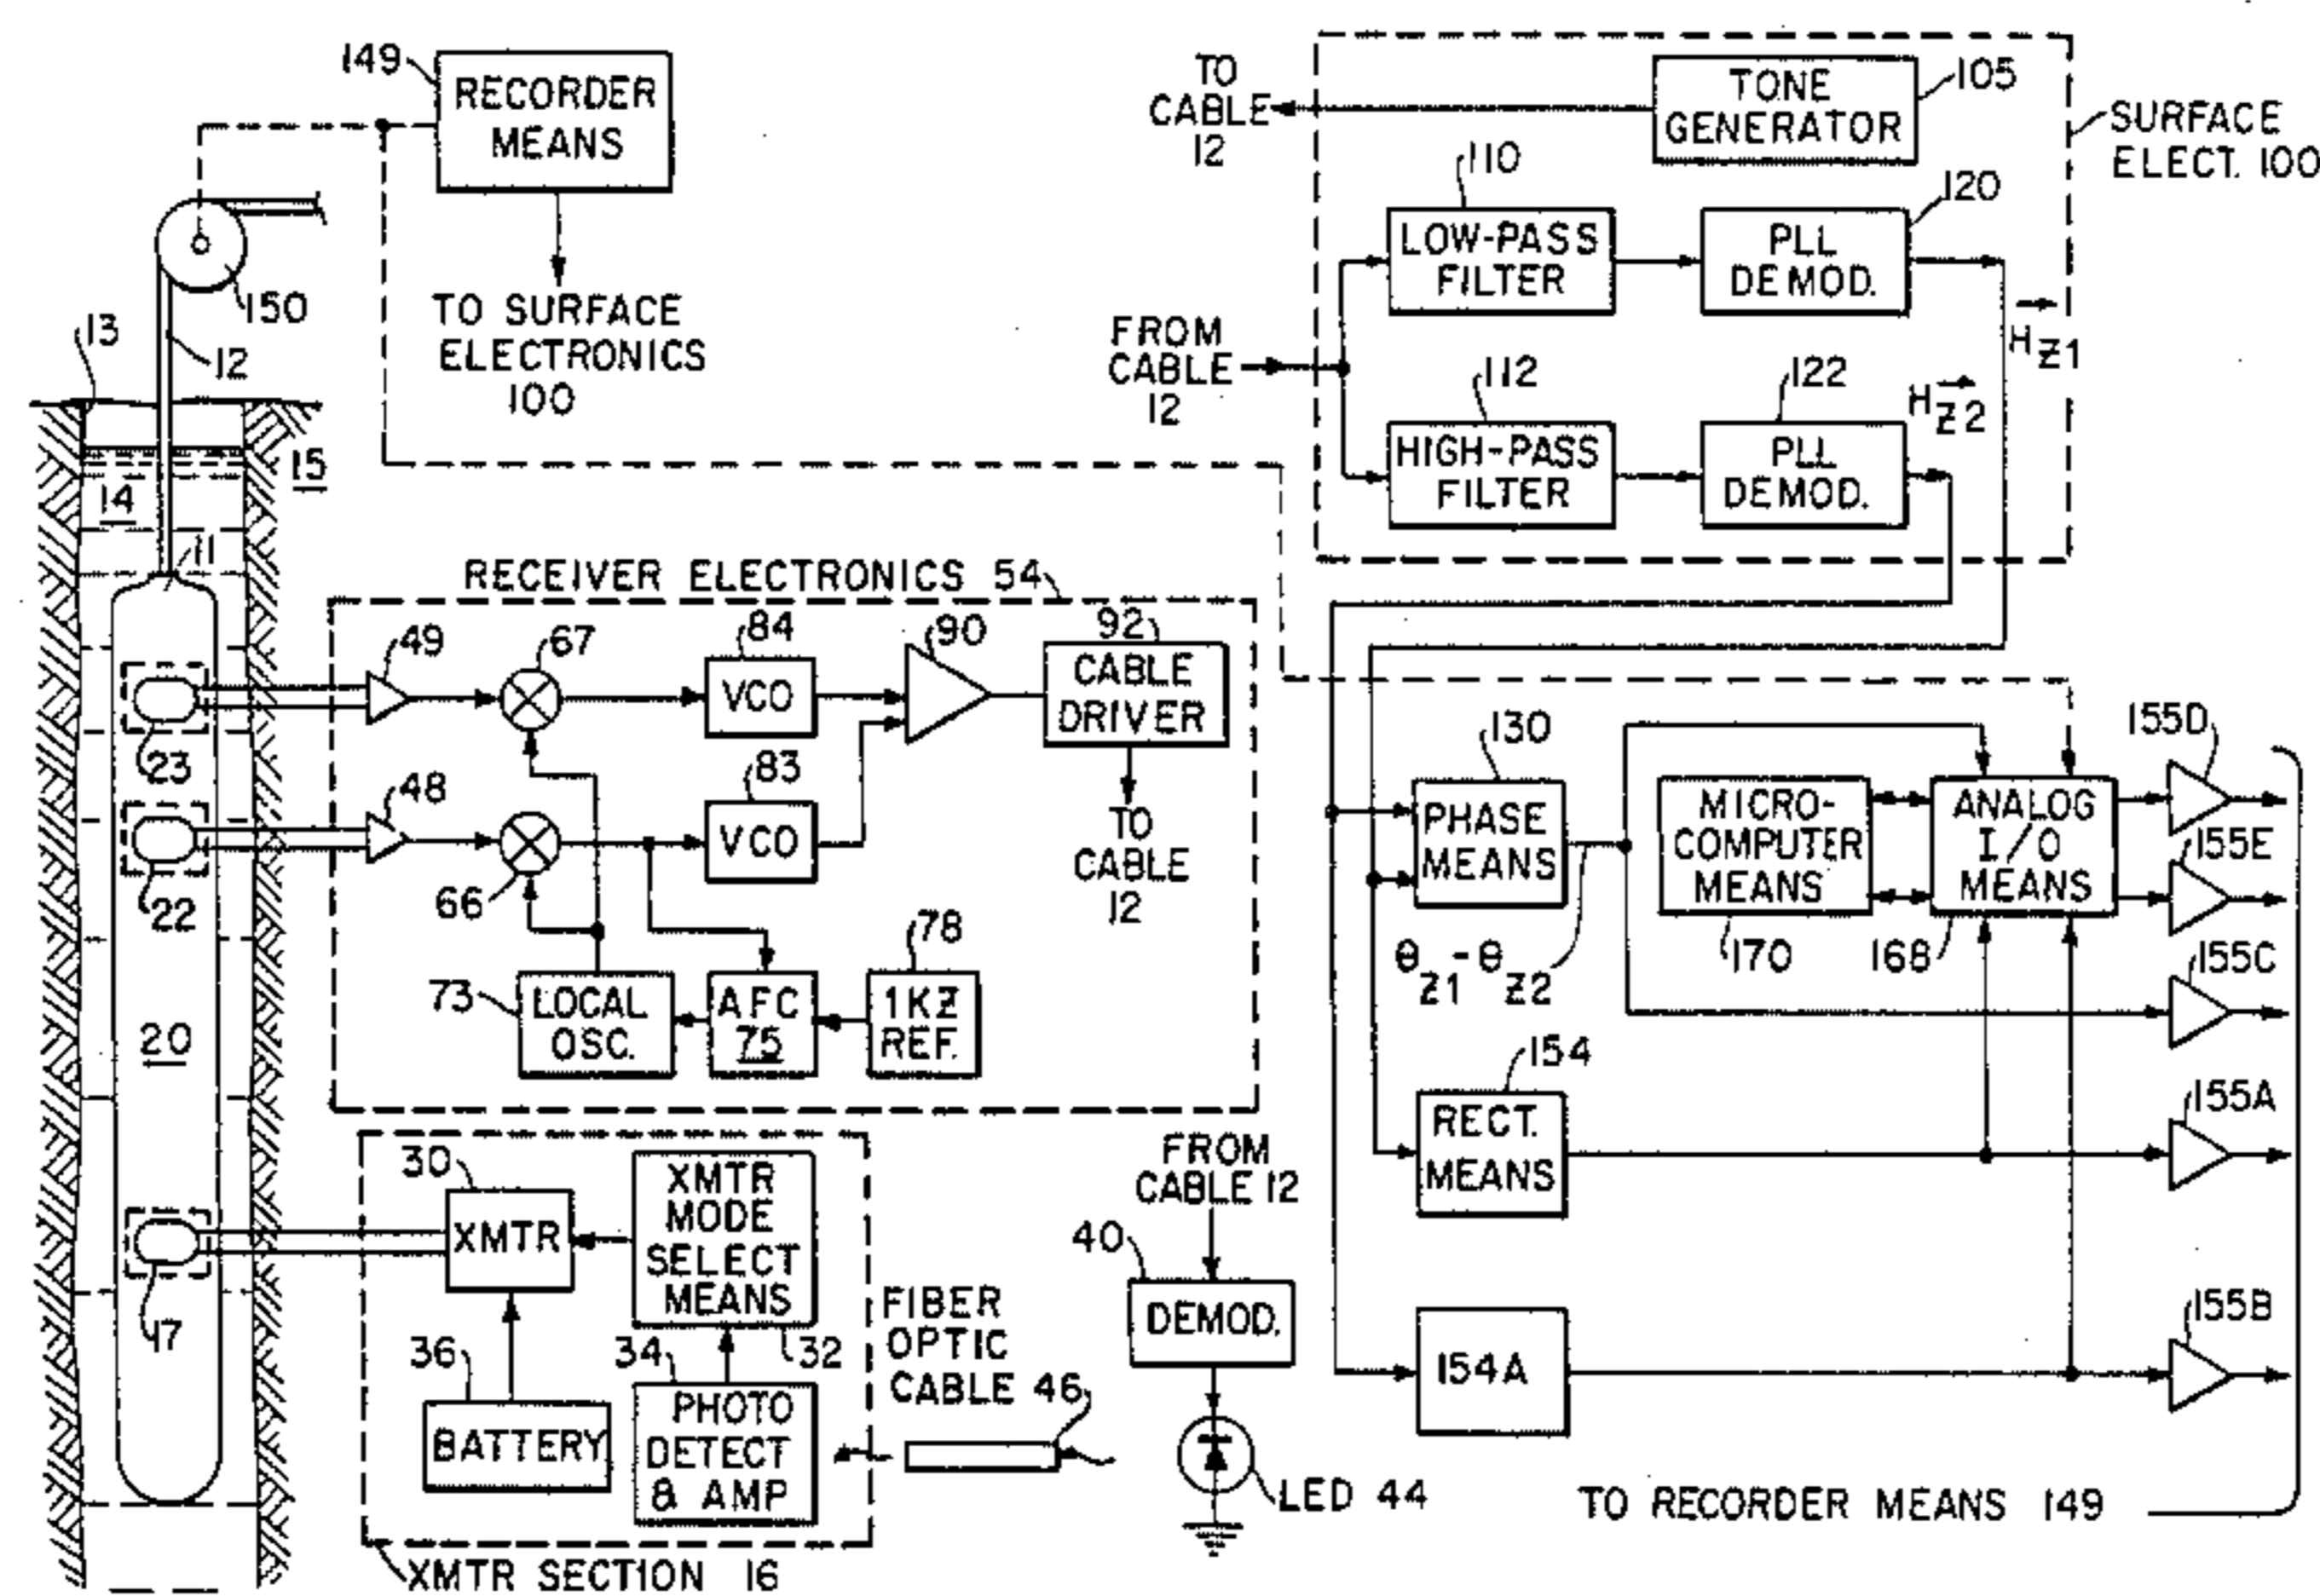 149
RECORDER
MEANS
TO SURFACE
ELECTRONICS
100
150
13
12
15
14
11
23
22
20
17
RECEIVER ELECTRONICS 54
49
67
84
VCO
90
92
CABLE
DRIVER
TO
CABLE
12
48
66
83
VCO
73
LOCAL
OSC.
AFC
75
78
1KZ
REF.
30
XMTR
XMTR
MODE
SELECT
MEANS
32
36
BATTERY
34
PHOTO
DETECT
& AMP
XMTR SECTION 16
FIBER
OPTIC
CABLE 46
FROM
CABLE 12
40
DEMOD.
LED 44
TO
CABLE
12
TONE
GENERATOR
105
SURFACE
ELECT. 100
110
LOW-PASS
FILTER
120
PLL
DEMOD.
HZ1
FROM
CABLE
12
112
HIGH-PASS
FILTER
122
PLL
DEMOD.
HZ2
130
PHASE
MEANS
θZ1-θZ2
MICRO-
COMPUTER
MEANS
170
ANALOG
I/O
MEANS
168
155D
155E
155C
154
RECT.
MEANS
155A
154A
155B
TO RECORDER MEANS 149